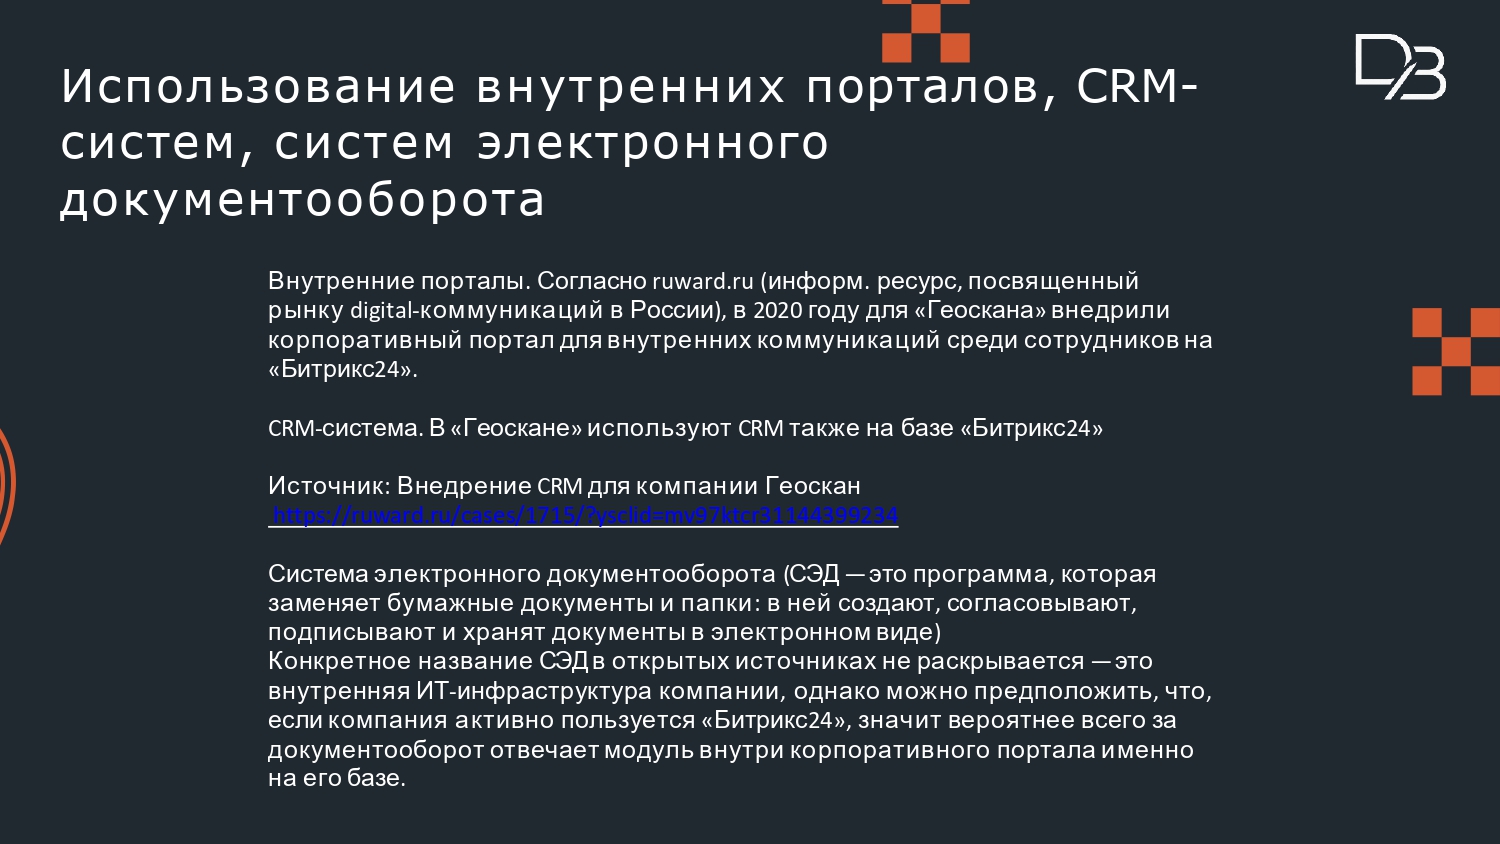 Использование внутренних порталов, CRM-
систем, систем электронного
документооборота
Внутренние порталы. Согласно ruward.ru (информ. ресурс, посвященный
рынку digital-коммуникаций в России), в 2020 году для «Геоскана» внедрили
корпоративный портал для внутренних коммуникаций среди сотрудников на
«Битрикс24».
CRM-система. В «Геоскане» используют CRM также на базе «Битрикс24»
Источник: Внедрение CRM для компании Геоскан
https://ruward.ru/cases/1715/?ysclid=mv97ktcr31144399234
Система электронного документооборота (СЭД — это программа, которая
заменяет бумажные документы и папки: в ней создают, согласовывают,
подписывают и хранят документы в электронном виде)
Конкретное название СЭД в открытых источниках не раскрывается — это
внутренняя ИТ-инфраструктура компании, однако можно предположить, что,
если компания активно пользуется «Битрикс24», значит вероятнее всего за
документооборот отвечает модуль внутри корпоративного портала именно
на его базе.